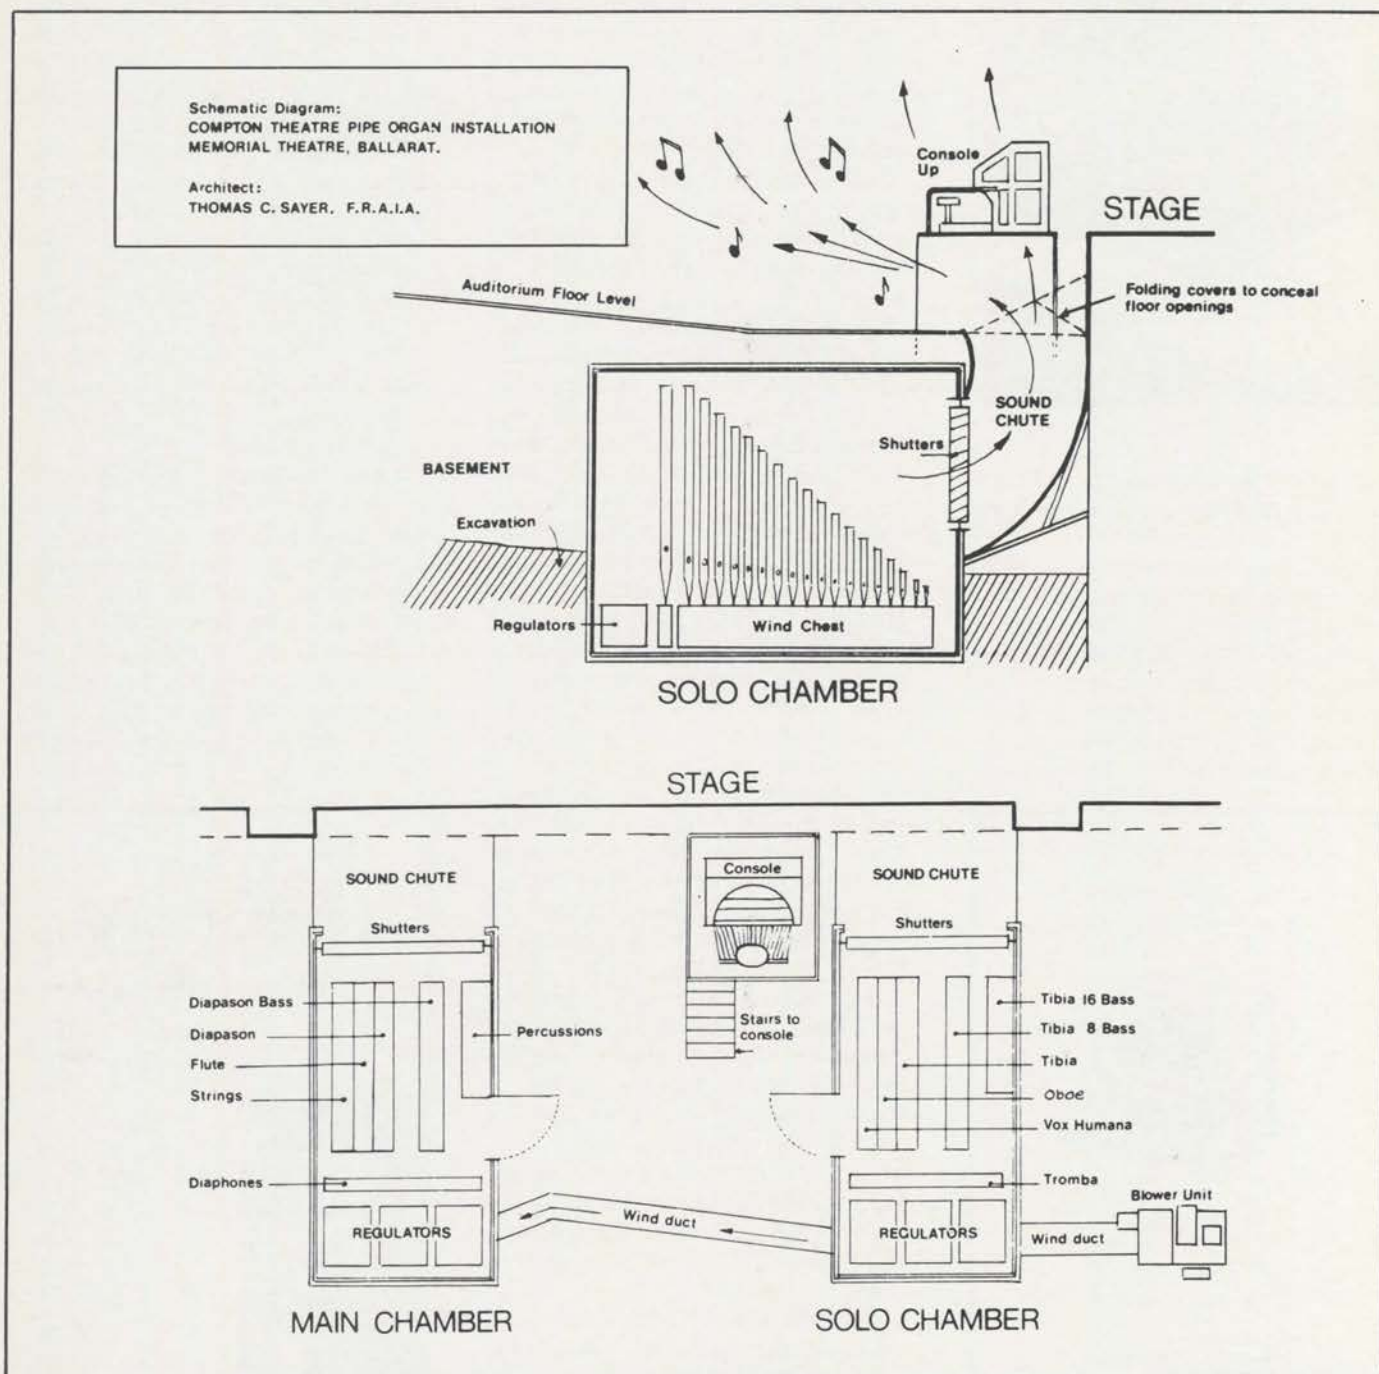 Schematic Diagram:
COMPTON THEATRE PIPE ORGAN INSTALLATION
MEMORIAL THEATRE, BALLARAT.
Architect:
THOMAS C. SAYER, F.R.A.I.A.
Console
Up
STAGE
Auditorium Floor Level
Folding covers to conceal
floor openings
SOUND
CHUTE
Shutters
BASEMENT
Excavation
Regulators
Wind Chest
SOLO CHAMBER
STAGE
SOUND CHUTE
Console
SOUND CHUTE
Shutters
Shutters
Diapason Bass
Diapason
Flute
Strings
Percussions
Stairs to
console
Tibia 16 Bass
Tibia 8 Bass
Tibia
Oboe
Vox Humana
Diaphones
Tromba
Blower Unit
REGULATORS
Wind duct
REGULATORS
Wind duct
MAIN CHAMBER
SOLO CHAMBER